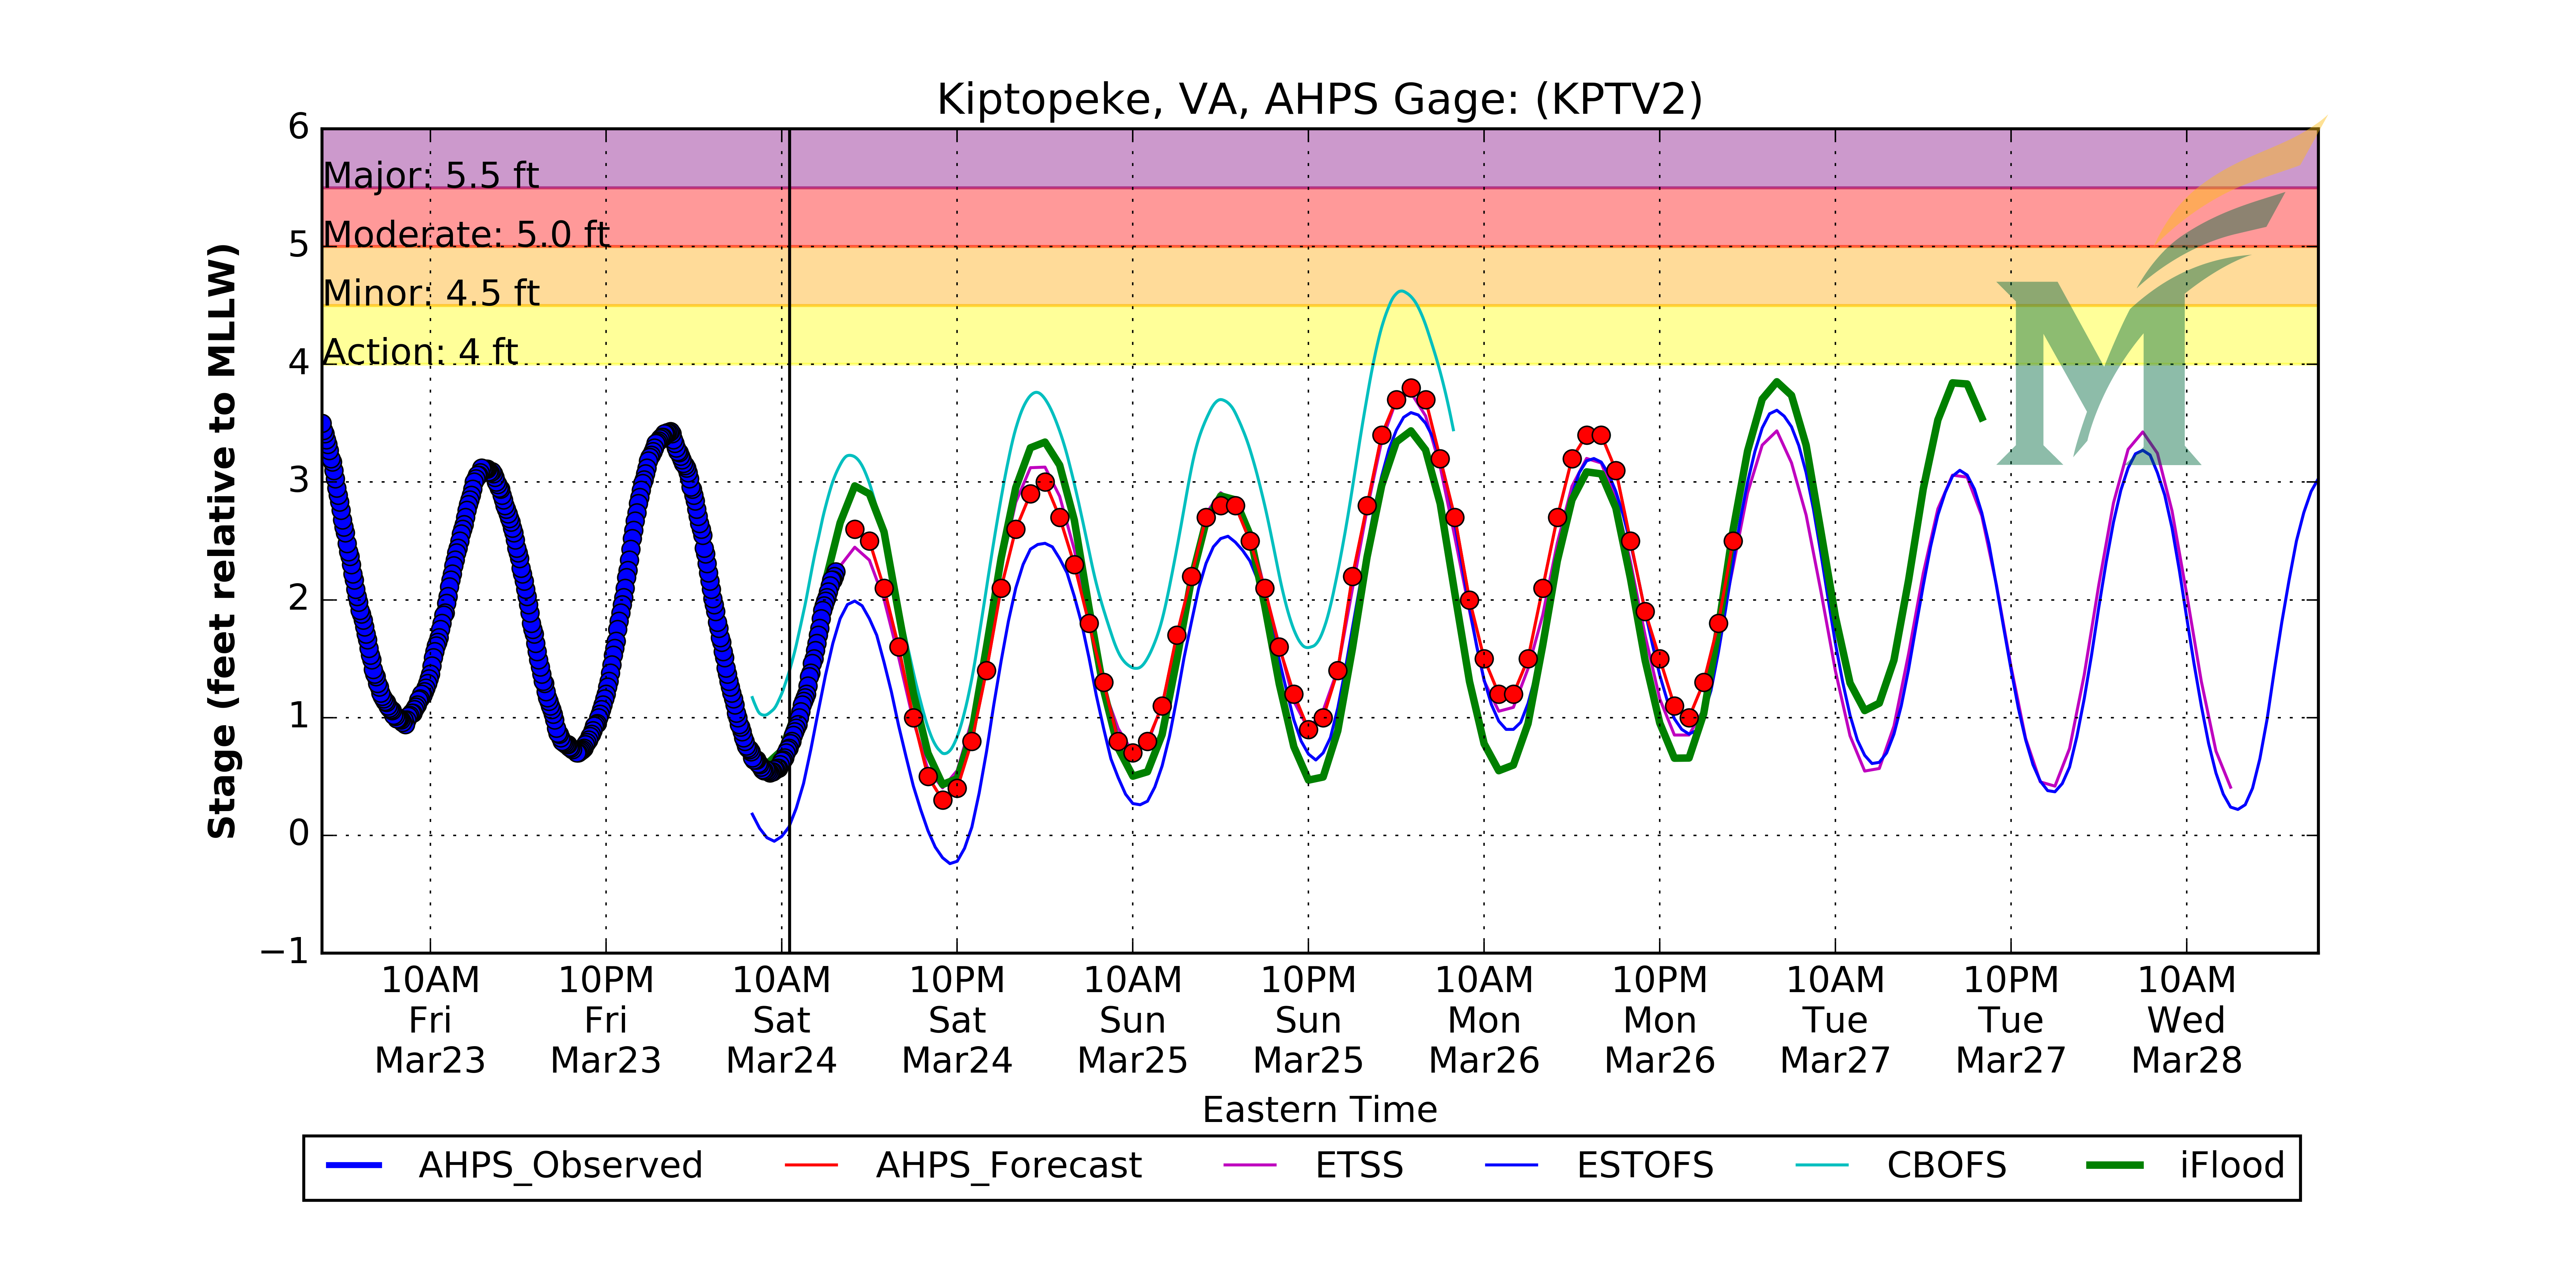 Kiptopeke, VA, AHPS Gage: (KPTV2)
Stage (feet relative to MLLW)
6
5
4
3
2
1
0
−1
Major: 5.5 ft
Moderate: 5.0 ft
Minor: 4.5 ft
Action: 4 ft
M
10AM 10PM 10AM 10PM 10AM 10PM 10AM 10PM 10AM 10PM 10AM
Fri Fri Sat Sat Sun Sun Mon Mon Tue Tue Wed
Mar23 Mar23 Mar24 Mar24 Mar25 Mar25 Mar26 Mar26 Mar27 Mar27 Mar28
Eastern Time
AHPS_Observed AHPS_Forecast ETSS ESTOFS CBOFS iFlood